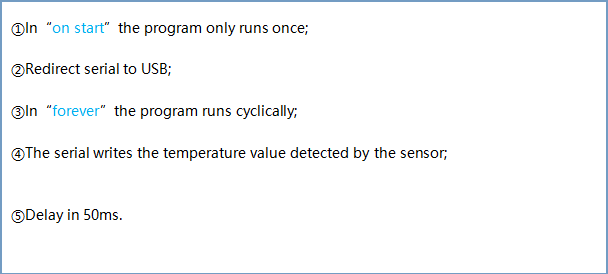 ①In “on start” the program only runs once;
②Redirect serial to USB;
③In “forever” the program runs cyclically;
④The serial writes the temperature value detected by the sensor;
⑤Delay in 50ms.